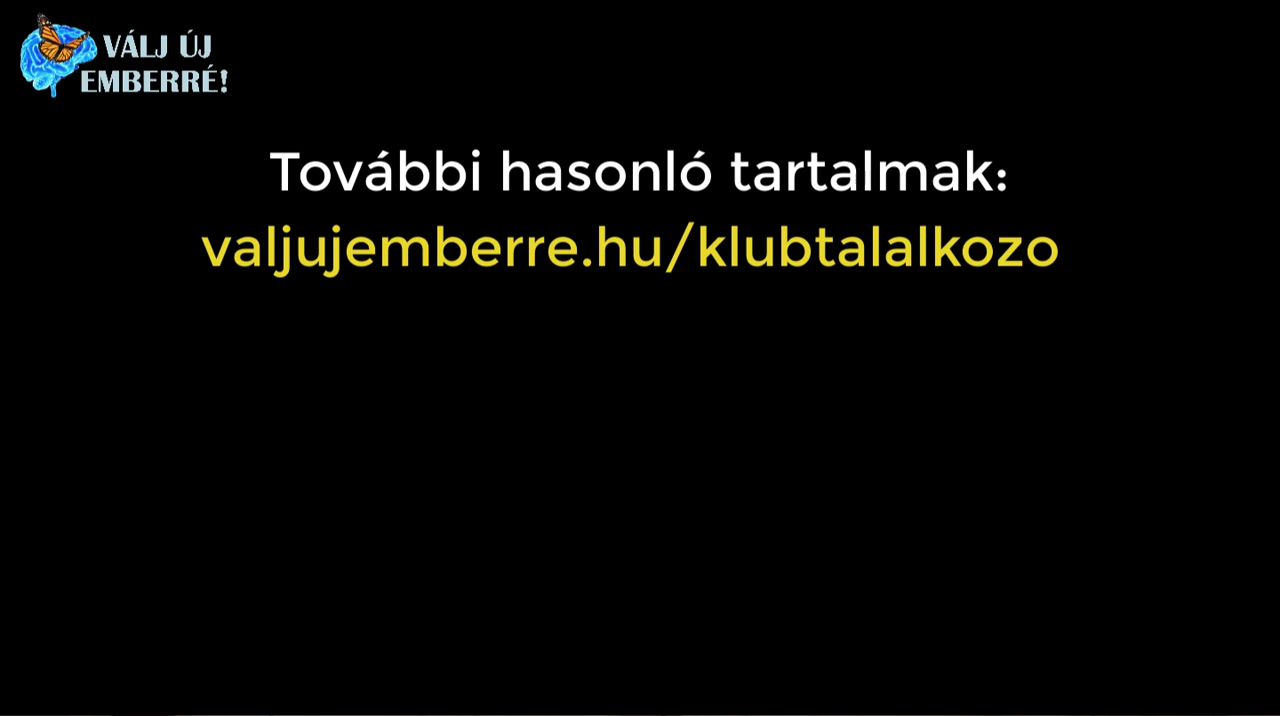 VÁLJ ÚJ
EMBERRÉ!
További hasonló tartalmak:
valjujemberre.hu/klubtalalkozo